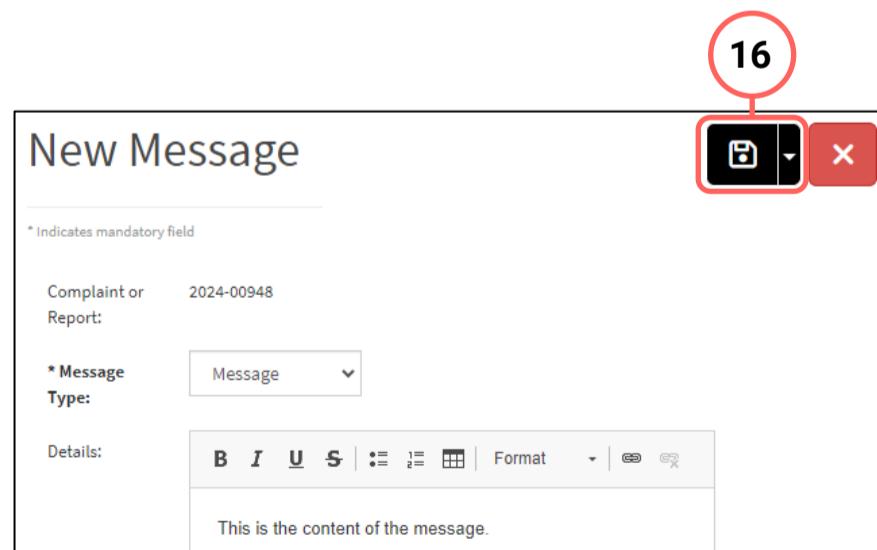 16
New Message
* Indicates mandatory field
Complaint or Report:
2024-00948
* Message Type:
Message
Details:
B I U S Format
This is the content of the message.